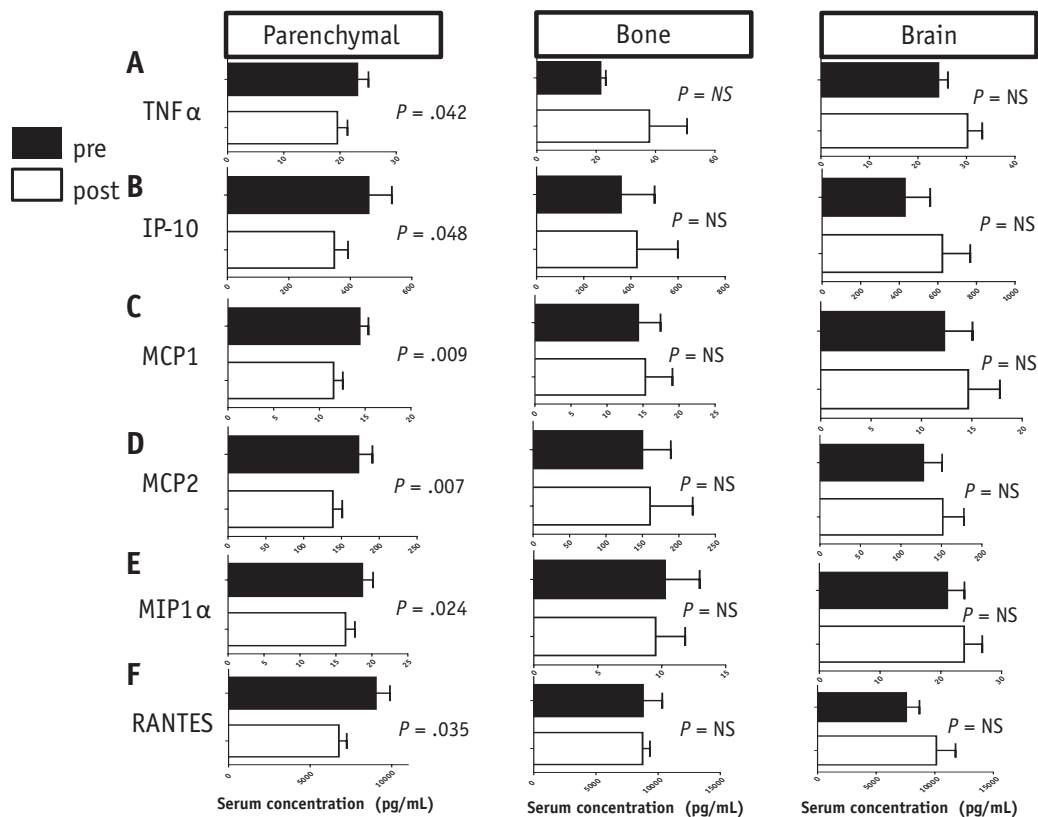 Parenchymal Bone Brain
A
TNFα
P = .042
P = NS
P = NS
0 10 20 30
0 20 40 60
0 10 20 30 40
pre
post
B
IP-10
P = .048
P = NS
P = NS
0 200 400 600
0 200 400 600 800
0 200 400 600 800 1000
C
MCP1
P = .009
P = NS
P = NS
0 5 10 15 20
0 5 10 15 20 25
0 5 10 15 20
D
MCP2
P = .007
P = NS
P = NS
0 50 100 150 200 250
0 50 100 150 200 250
0 50 100 150 200
E
MIP1α
P = .024
P = NS
P = NS
0 5 10 15 20 25
0 5 10 15
0 10 20 30
F
RANTES
P = .035
P = NS
P = NS
0 5000 10000
0 5000 10000 15000
0 5000 10000 15000
Serum concentration (pg/mL) Serum concentration (pg/mL) Serum concentration (pg/mL)